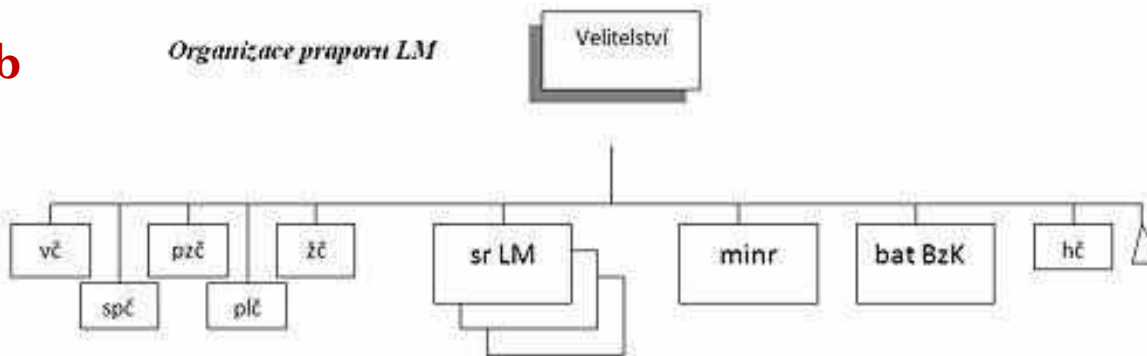 b
Organizace praporu LM
Velitelství
vč
pzč
žč
sr LM
minr
bat BzK
hč
spč
plč